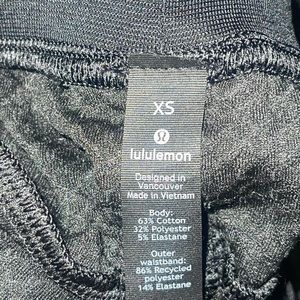 XS
lululemon
Designed in
Vancouver
Made in Vietnam
Body:
63% Cotton
32% Polyester
5% Elastane
Outer
waistband:
86% Recycled
polyester
14% Elastane